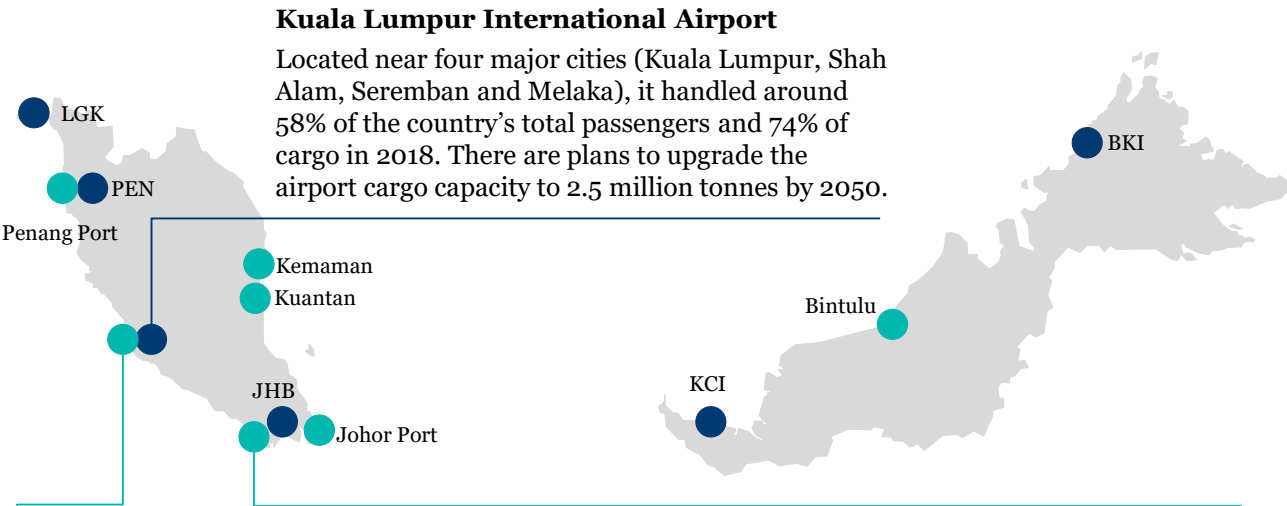 Kuala Lumpur International Airport
Located near four major cities (Kuala Lumpur, Shah
Alam, Seremban and Melaka), it handled around
58% of the country's total passengers and 74% of
cargo in 2018. There are plans to upgrade the
airport cargo capacity to 2.5 million tonnes by 2050.
LGK
PEN
Penang Port
Kemaman
Kuantan
JHB
Johor Port
BKI
Bintulu
KCI